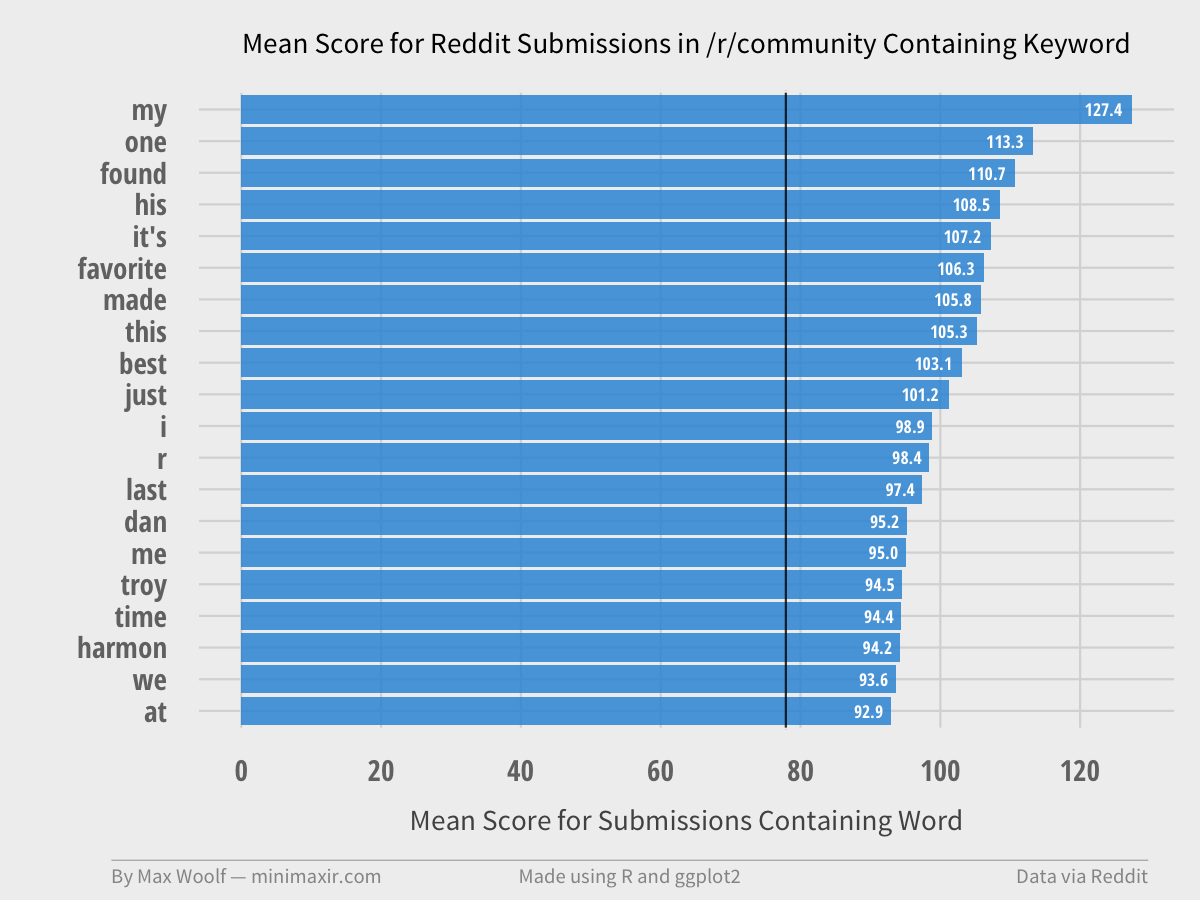 Mean Score for Reddit Submissions in /r/community Containing Keyword
my 127.4
one 113.3
found 110.7
his 108.5
it's 107.2
favorite 106.3
made 105.8
this 105.3
best 103.1
just 101.2
i 98.9
r 98.4
last 97.4
dan 95.2
me 95.0
troy 94.5
time 94.4
harmon 94.2
we 93.6
at 92.9
0 20 40 60 80 100 120
Mean Score for Submissions Containing Word
By Max Woolf — minimaxir.com Made using R and ggplot2 Data via Reddit